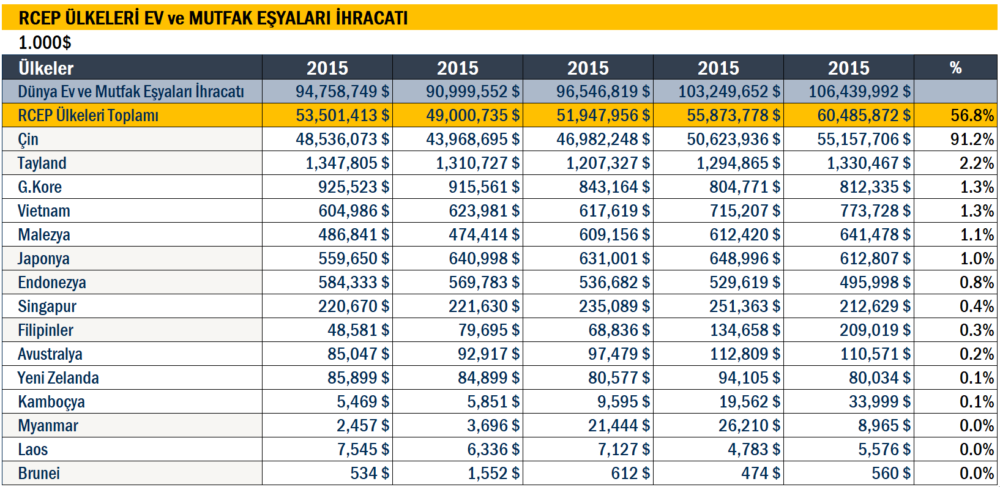 RCEP ÜLKELERİ EV ve MUTFAK EŞYALARI İHRACATI
1.000$
Ülkeler 2015 2015 2015 2015 2015 %
Dünya Ev ve Mutfak Eşyaları İhracatı 94,758,749 $ 90,999,552 $ 96,546,819 $ 103,249,652 $ 106,439,992 $
RCEP Ülkeleri Toplamı 53,501,413 $ 49,000,735 $ 51,947,956 $ 55,873,778 $ 60,485,872 $ 56.8%
Çin 48,536,073 $ 43,968,695 $ 46,982,248 $ 50,623,936 $ 55,157,706 $ 91.2%
Tayland 1,347,805 $ 1,310,727 $ 1,207,327 $ 1,294,865 $ 1,330,467 $ 2.2%
G.Kore 925,523 $ 915,561 $ 843,164 $ 804,771 $ 812,335 $ 1.3%
Vietnam 604,986 $ 623,981 $ 617,619 $ 715,207 $ 773,728 $ 1.3%
Malezya 486,841 $ 474,414 $ 609,156 $ 612,420 $ 641,478 $ 1.1%
Japonya 559,650 $ 640,998 $ 631,001 $ 648,996 $ 612,807 $ 1.0%
Endonezya 584,333 $ 569,783 $ 536,682 $ 529,619 $ 495,998 $ 0.8%
Singapur 220,670 $ 221,630 $ 235,089 $ 251,363 $ 212,629 $ 0.4%
Filipinler 48,581 $ 79,695 $ 68,836 $ 134,658 $ 209,019 $ 0.3%
Avustralya 85,047 $ 92,917 $ 97,479 $ 112,809 $ 110,571 $ 0.2%
Yeni Zelanda 85,899 $ 84,899 $ 80,577 $ 94,105 $ 80,034 $ 0.1%
Kamboçya 5,469 $ 5,851 $ 9,595 $ 19,562 $ 33,999 $ 0.1%
Myanmar 2,457 $ 3,696 $ 21,444 $ 26,210 $ 8,965 $ 0.0%
Laos 7,545 $ 6,336 $ 7,127 $ 4,783 $ 5,576 $ 0.0%
Brunei 534 $ 1,552 $ 612 $ 474 $ 560 $ 0.0%